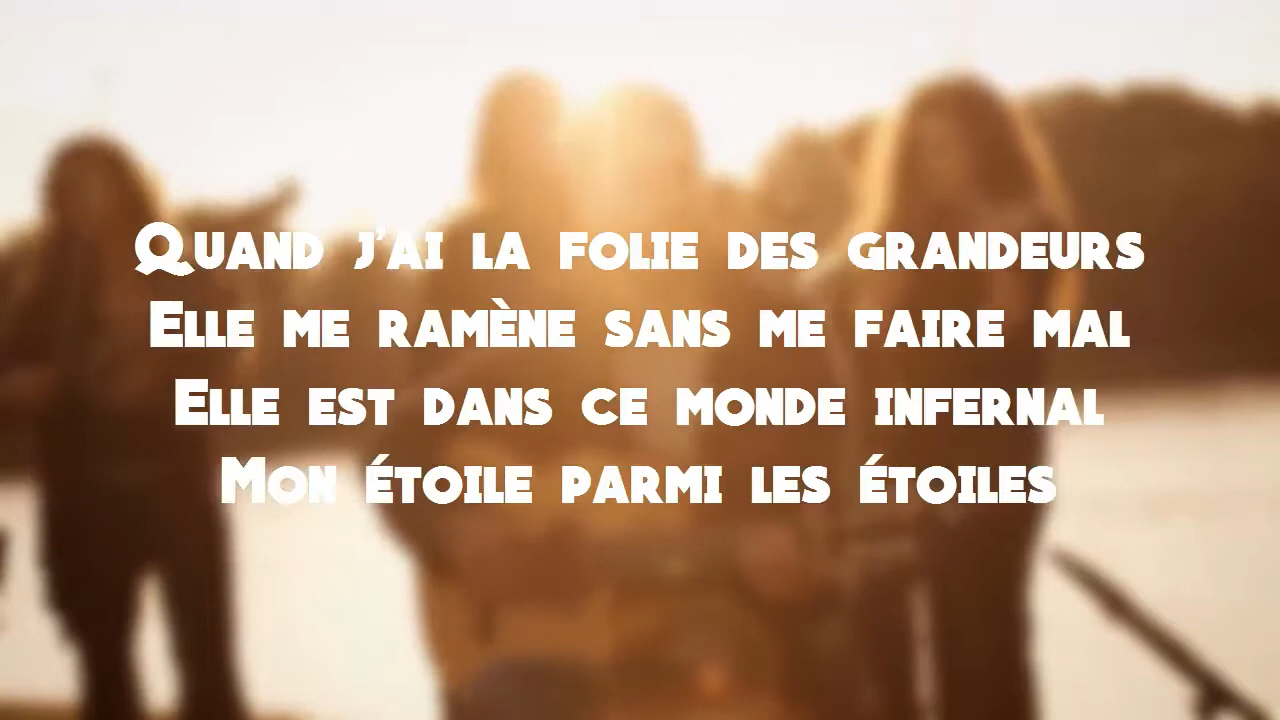 Quand j'ai la folie des grandeurs
Elle me ramène sans me faire mal
Elle est dans ce monde infernal
Mon étoile parmi les étoiles